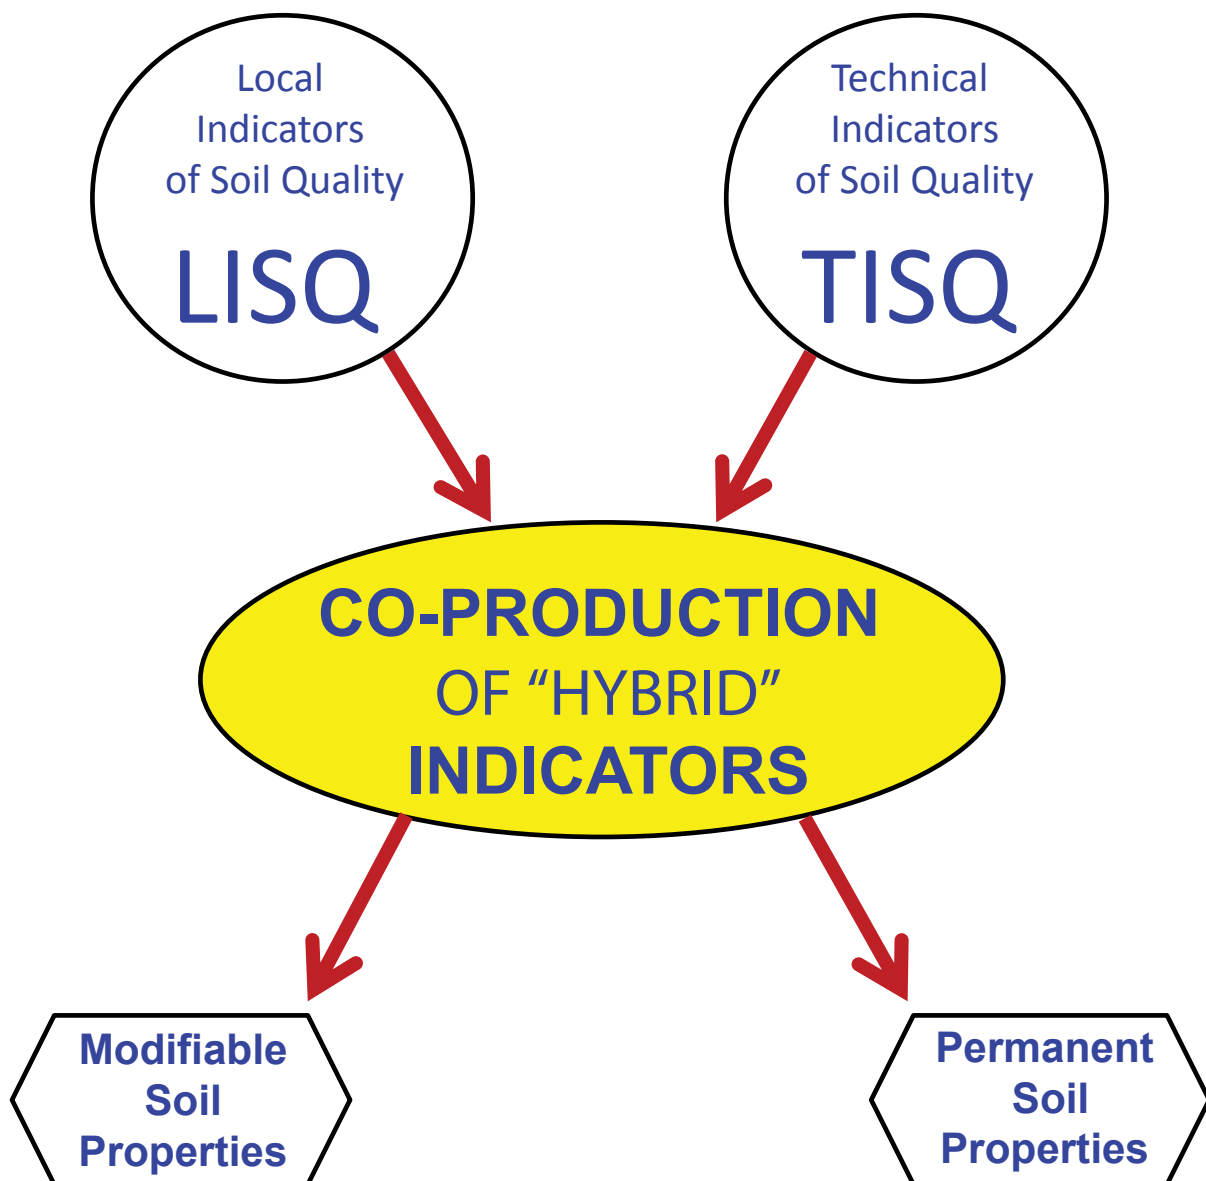 Local
Indicators
of Soil Quality
LISQ
Technical
Indicators
of Soil Quality
TISQ
CO-PRODUCTION
OF “HYBRID”
INDICATORS
Modifiable
Soil
Properties
Permanent
Soil
Properties